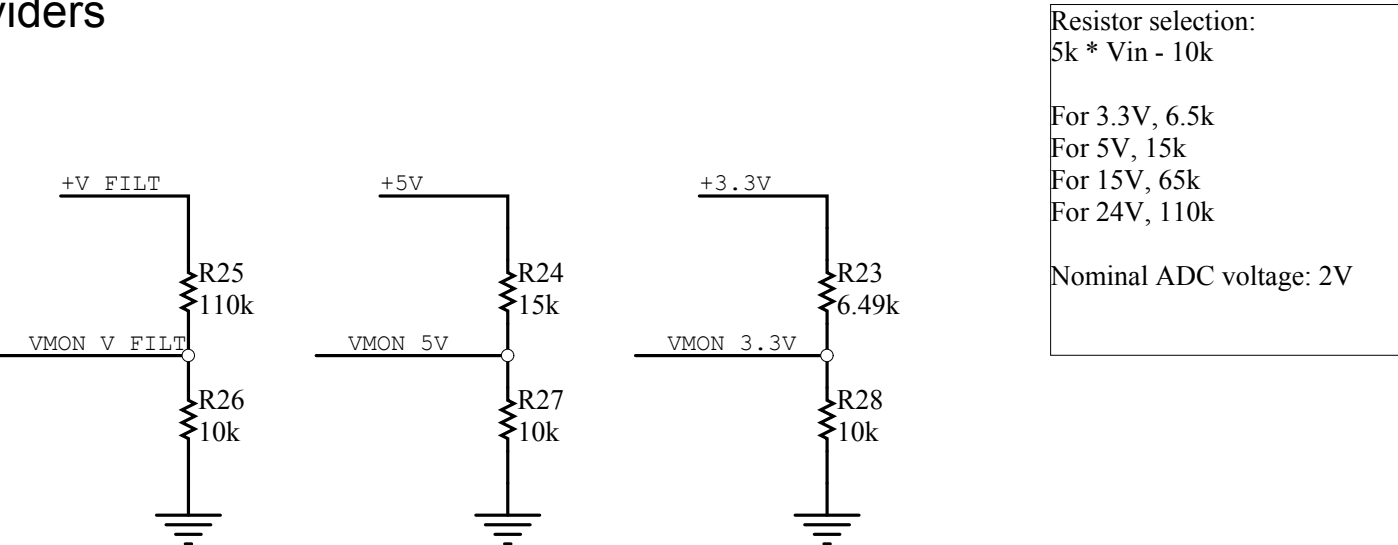 viders
Resistor selection:
5k * Vin - 10k
For 3.3V, 6.5k
For 5V, 15k
For 15V, 65k
For 24V, 110k
Nominal ADC voltage: 2V
+V FILT
R25
110k
VMON V FILT
R26
10k
+5V
R24
15k
VMON 5V
R27
10k
+3.3V
R23
6.49k
VMON 3.3V
R28
10k